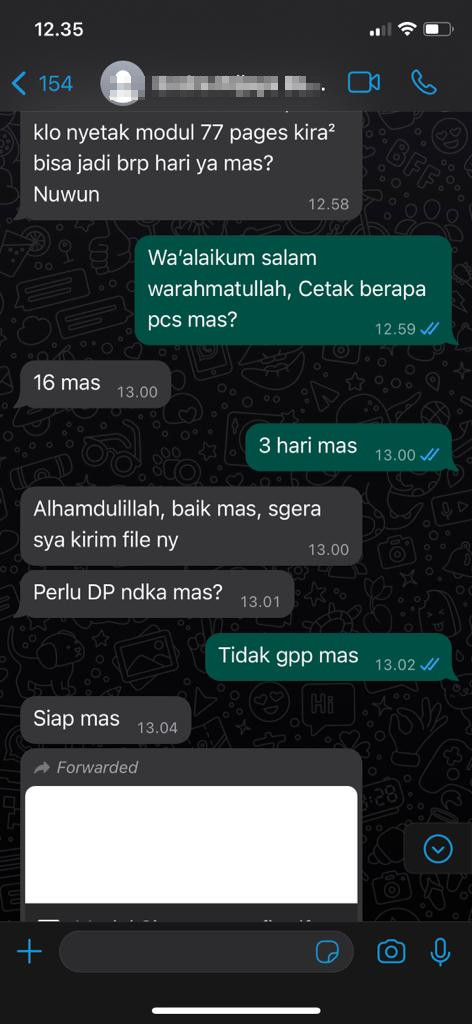 12.35
154
klo nyetak modul 77 pages kira²
bisa jadi brp hari ya mas?
Nuwun
12.58
Wa’alaikum salam
warahmatullah, Cetak berapa
pcs mas?
12.59
16 mas
13.00
3 hari mas
13.00
Alhamdulillah, baik mas, sgera
sya kirim file ny
13.00
Perlu DP ndka mas?
13.01
Tidak gpp mas
13.02
Siap mas
13.04
Forwarded